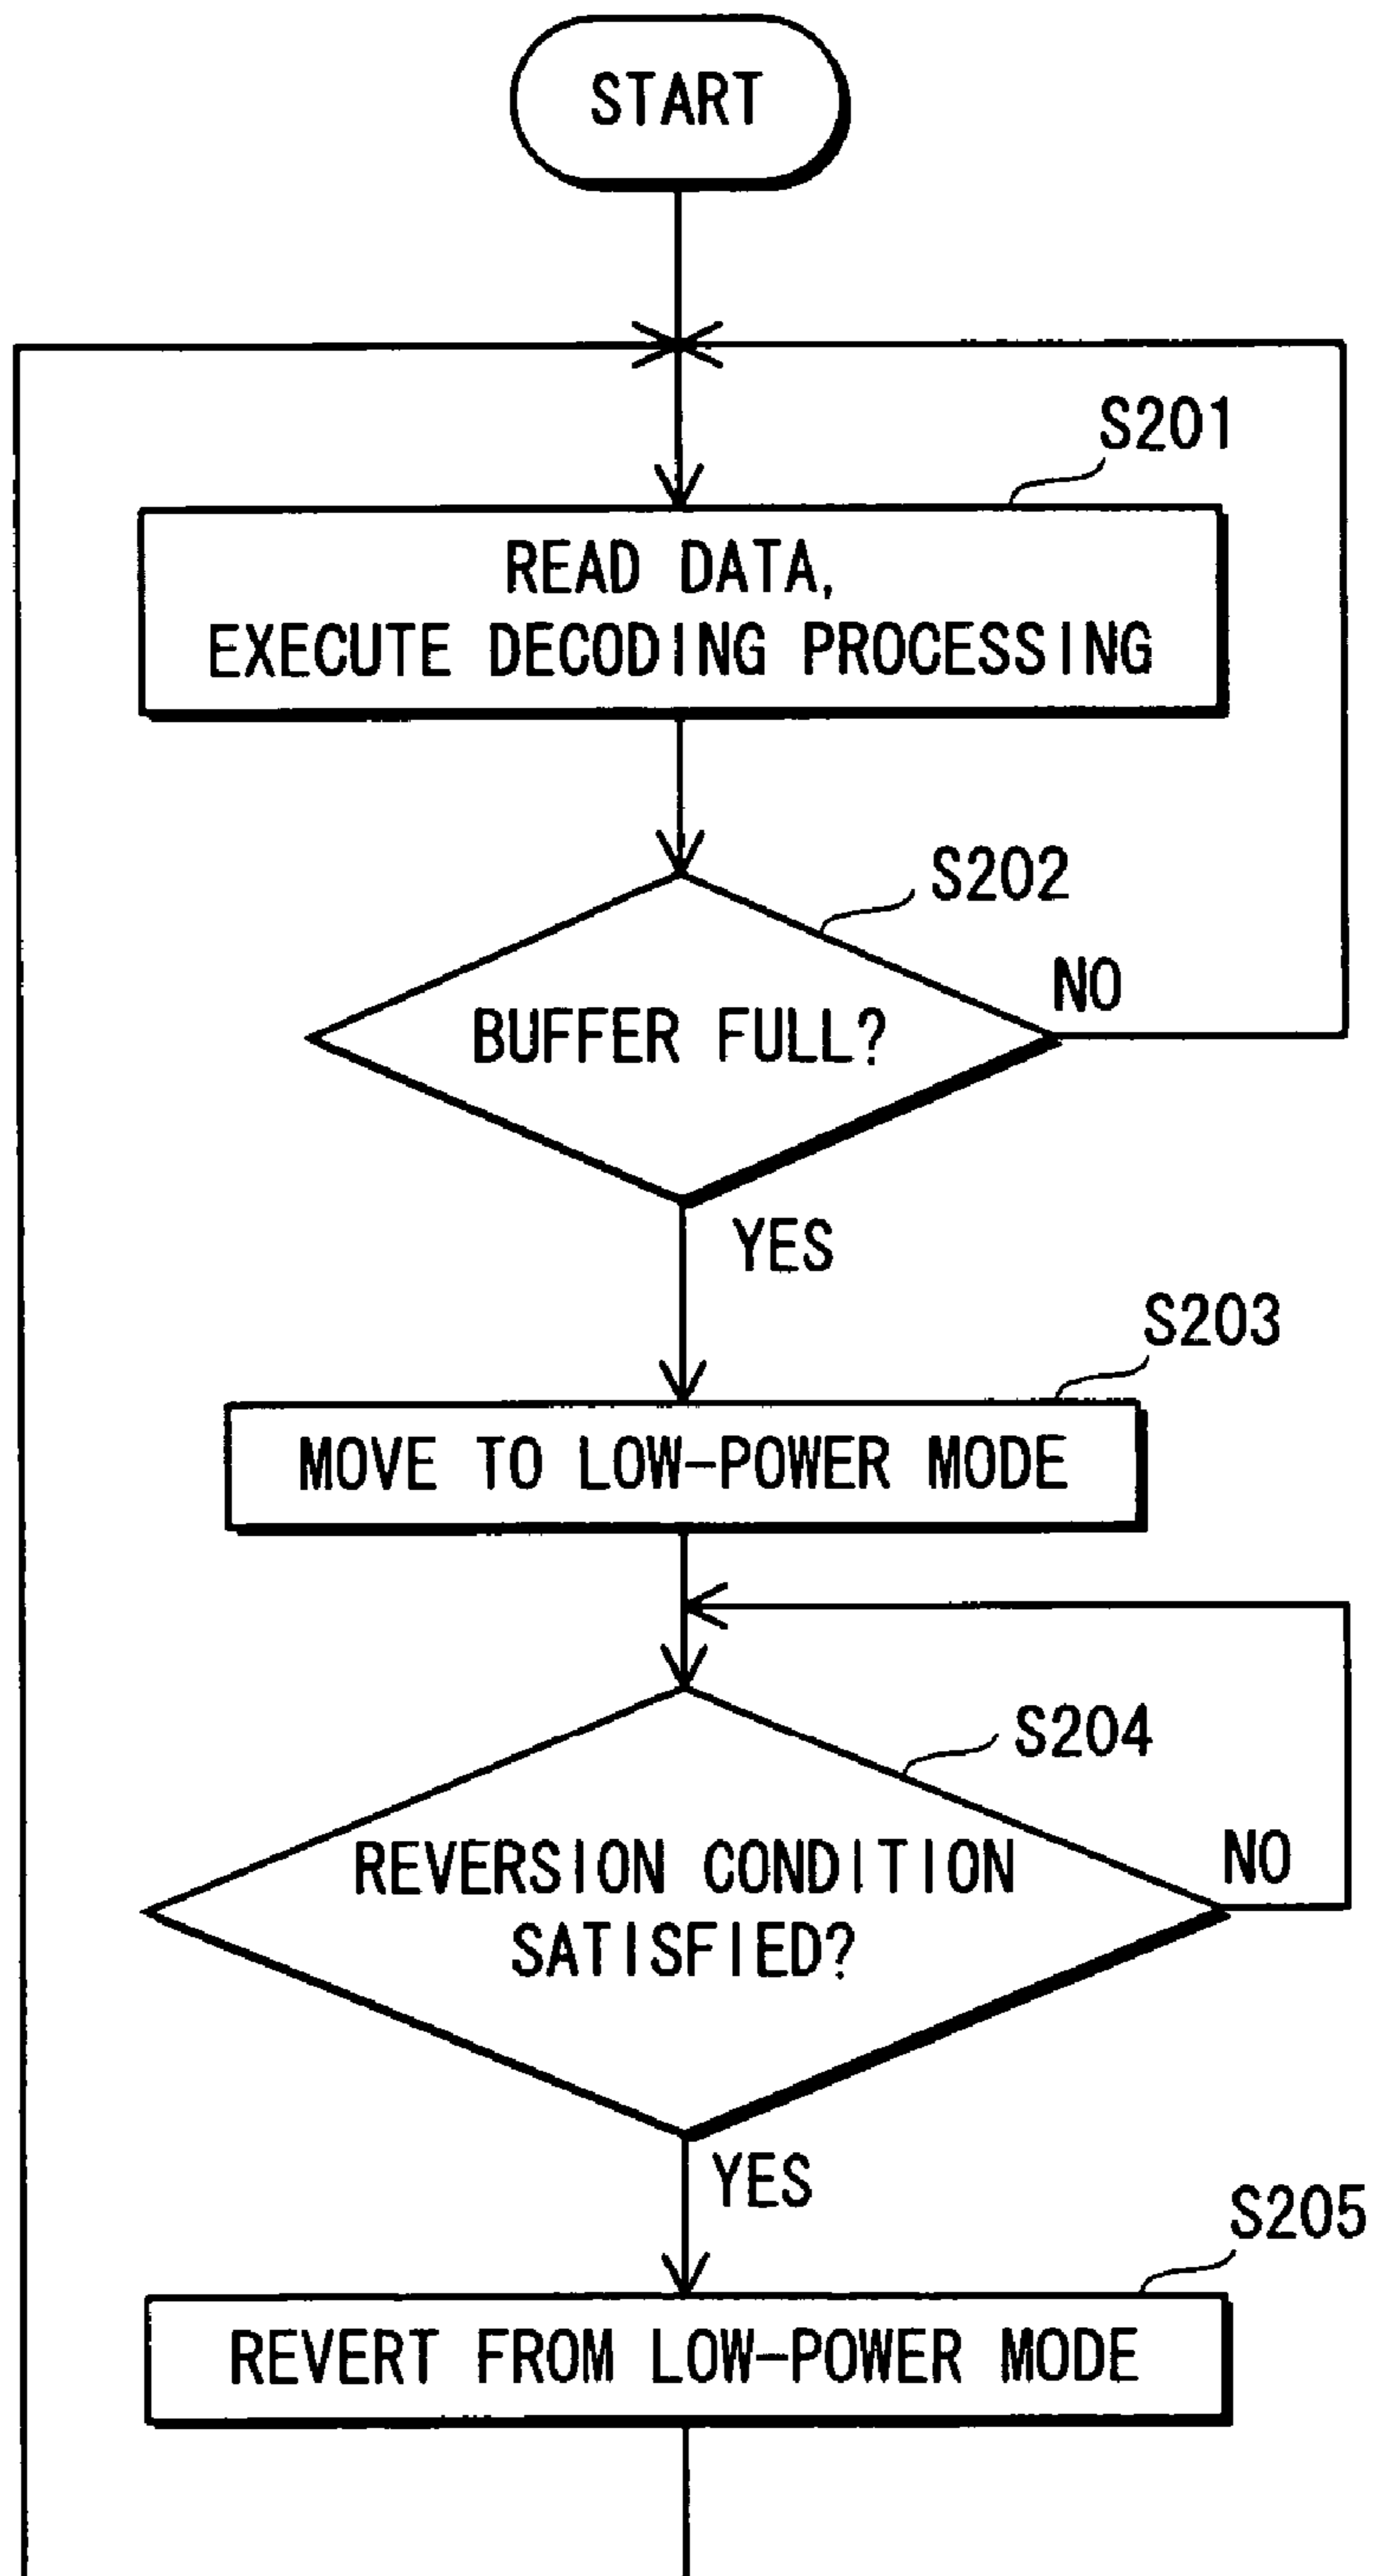 START
S201
READ DATA,
EXECUTE DECODING PROCESSING
S202
BUFFER FULL?
NO
YES
S203
MOVE TO LOW-POWER MODE
S204
REVERSION CONDITION
SATISFIED?
NO
YES
S205
REVERT FROM LOW-POWER MODE